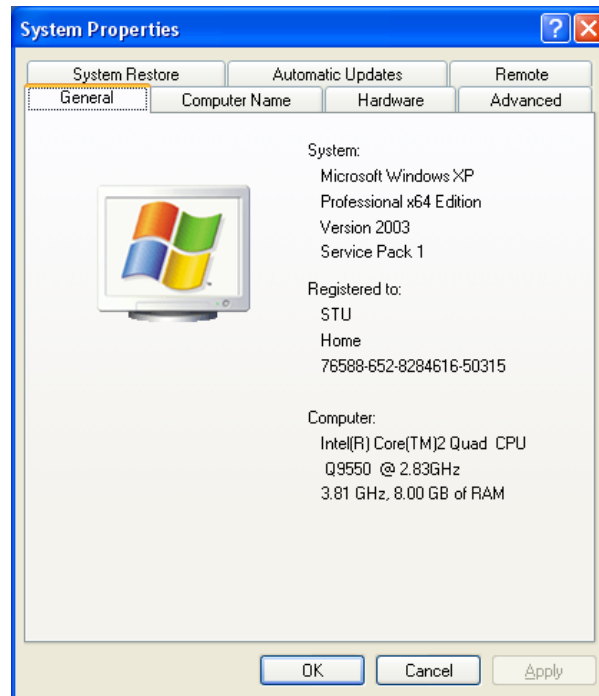 System Properties
System Restore Automatic Updates Remote
General Computer Name Hardware Advanced
System:
Microsoft Windows XP
Professional x64 Edition
Version 2003
Service Pack 1
Registered to:
STU
Home
76588-652-8284616-50315
Computer:
Intel(R) Core(TM)2 Quad CPU
Q9550 @ 2.83GHz
3.81 GHz, 8.00 GB of RAM
OK Cancel Apply